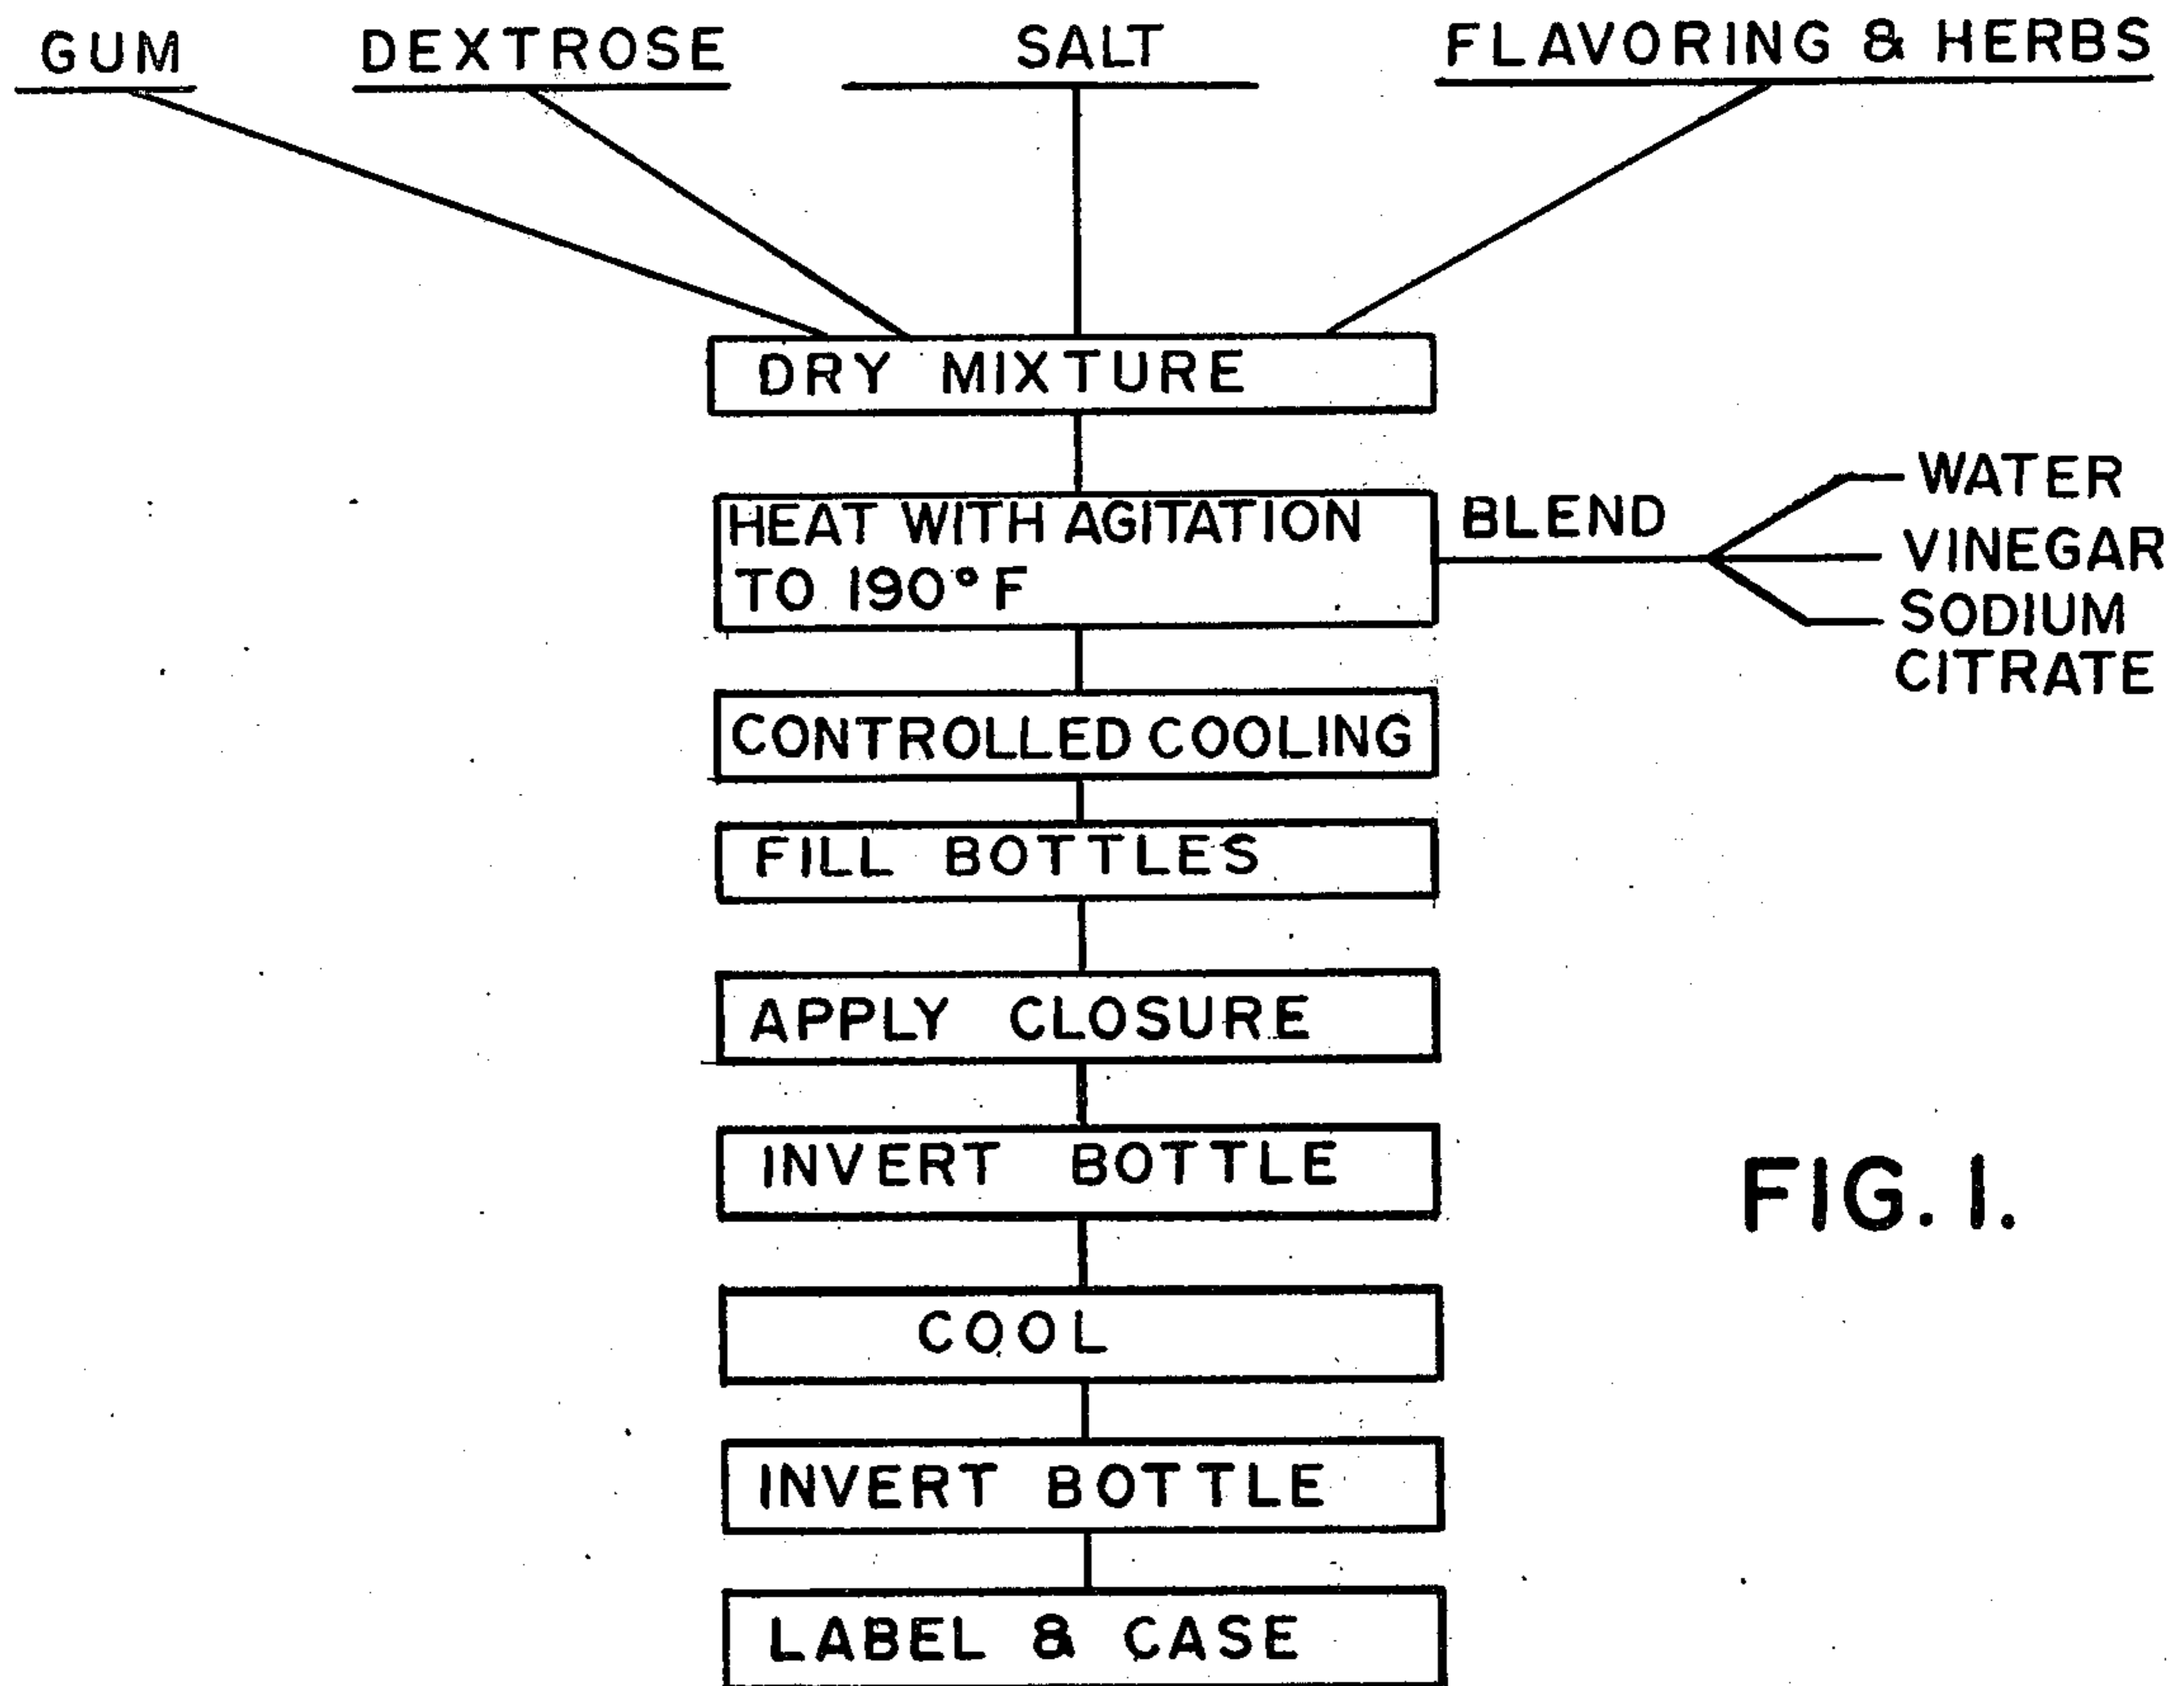 GUM DEXTROSE SALT FLAVORING & HERBS
DRY MIXTURE
HEAT WITH AGITATION
TO 190°F
BLEND
WATER
VINEGAR
SODIUM
CITRATE
CONTROLLED COOLING
FILL BOTTLES
APPLY CLOSURE
INVERT BOTTLE
FIG. 1.
COOL
INVERT BOTTLE
LABEL & CASE